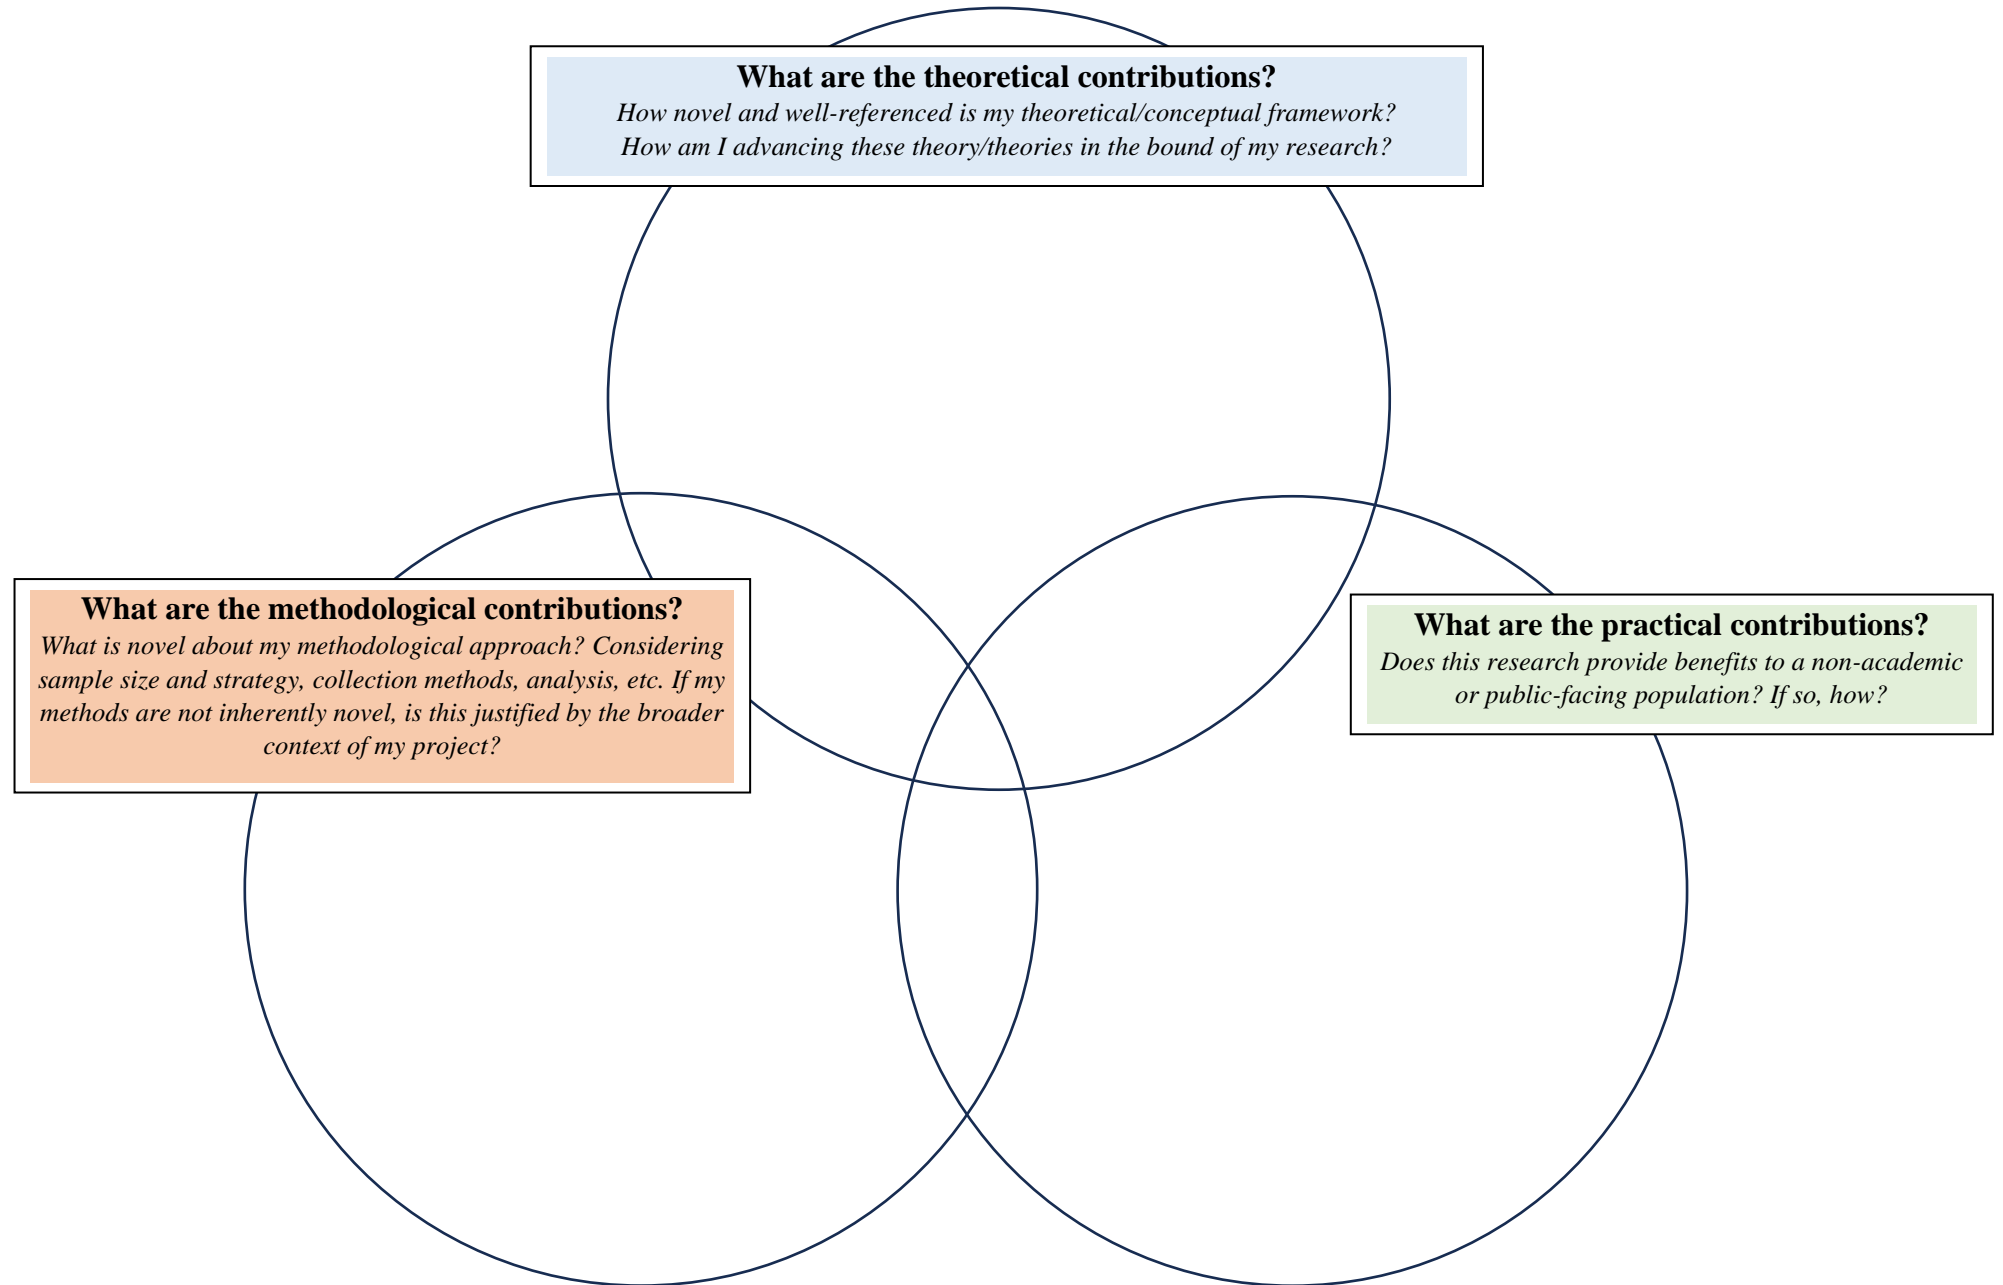 What are the theoretical contributions?
How novel and well-referenced is my theoretical/conceptual framework?
How am I advancing these theory/theories in the bound of my research?
What are the methodological contributions?
What is novel about my methodological approach? Considering
sample size and strategy, collection methods, analysis, etc. If my
methods are not inherently novel, is this justified by the broader
context of my project?
What are the practical contributions?
Does this research provide benefits to a non-academic
or public-facing population? If so, how?